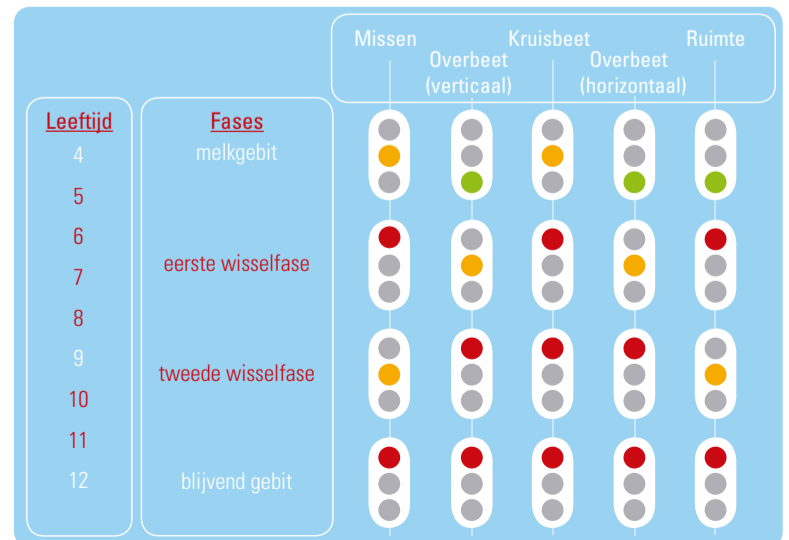 Missen
Kruisbeet
Ruimte
Overbeet
(verticaal)
Overbeet
(horizontaal)
Leeftijd
Fases
4
melkgebit
5
6
eerste wisselfase
7
8
9
tweede wisselfase
10
11
12
blijvend gebit